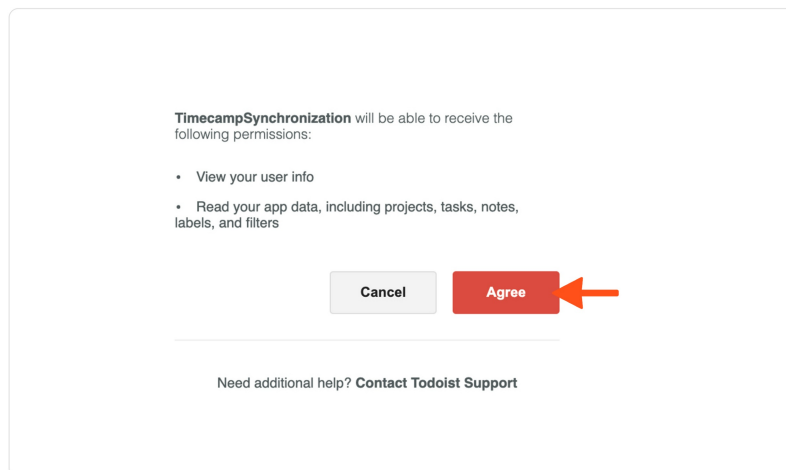 TimecampSynchronization will be able to receive the
following permissions:
• View your user info
• Read your app data, including projects, tasks, notes,
labels, and filters
Cancel Agree
Need additional help? Contact Todoist Support